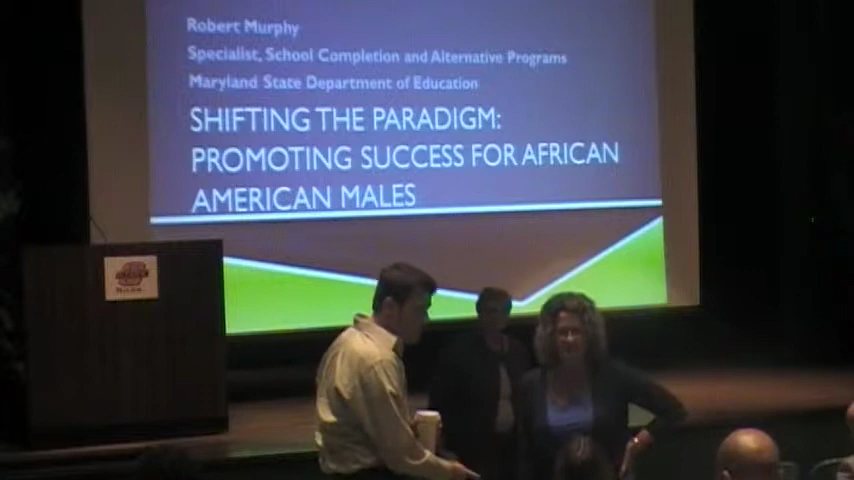 Robert Murphy
Specialist, School Completion and Alternative Programs
Maryland State Department of Education
SHIFTING THE PARADIGM:
PROMOTING SUCCESS FOR AFRICAN
AMERICAN MALES